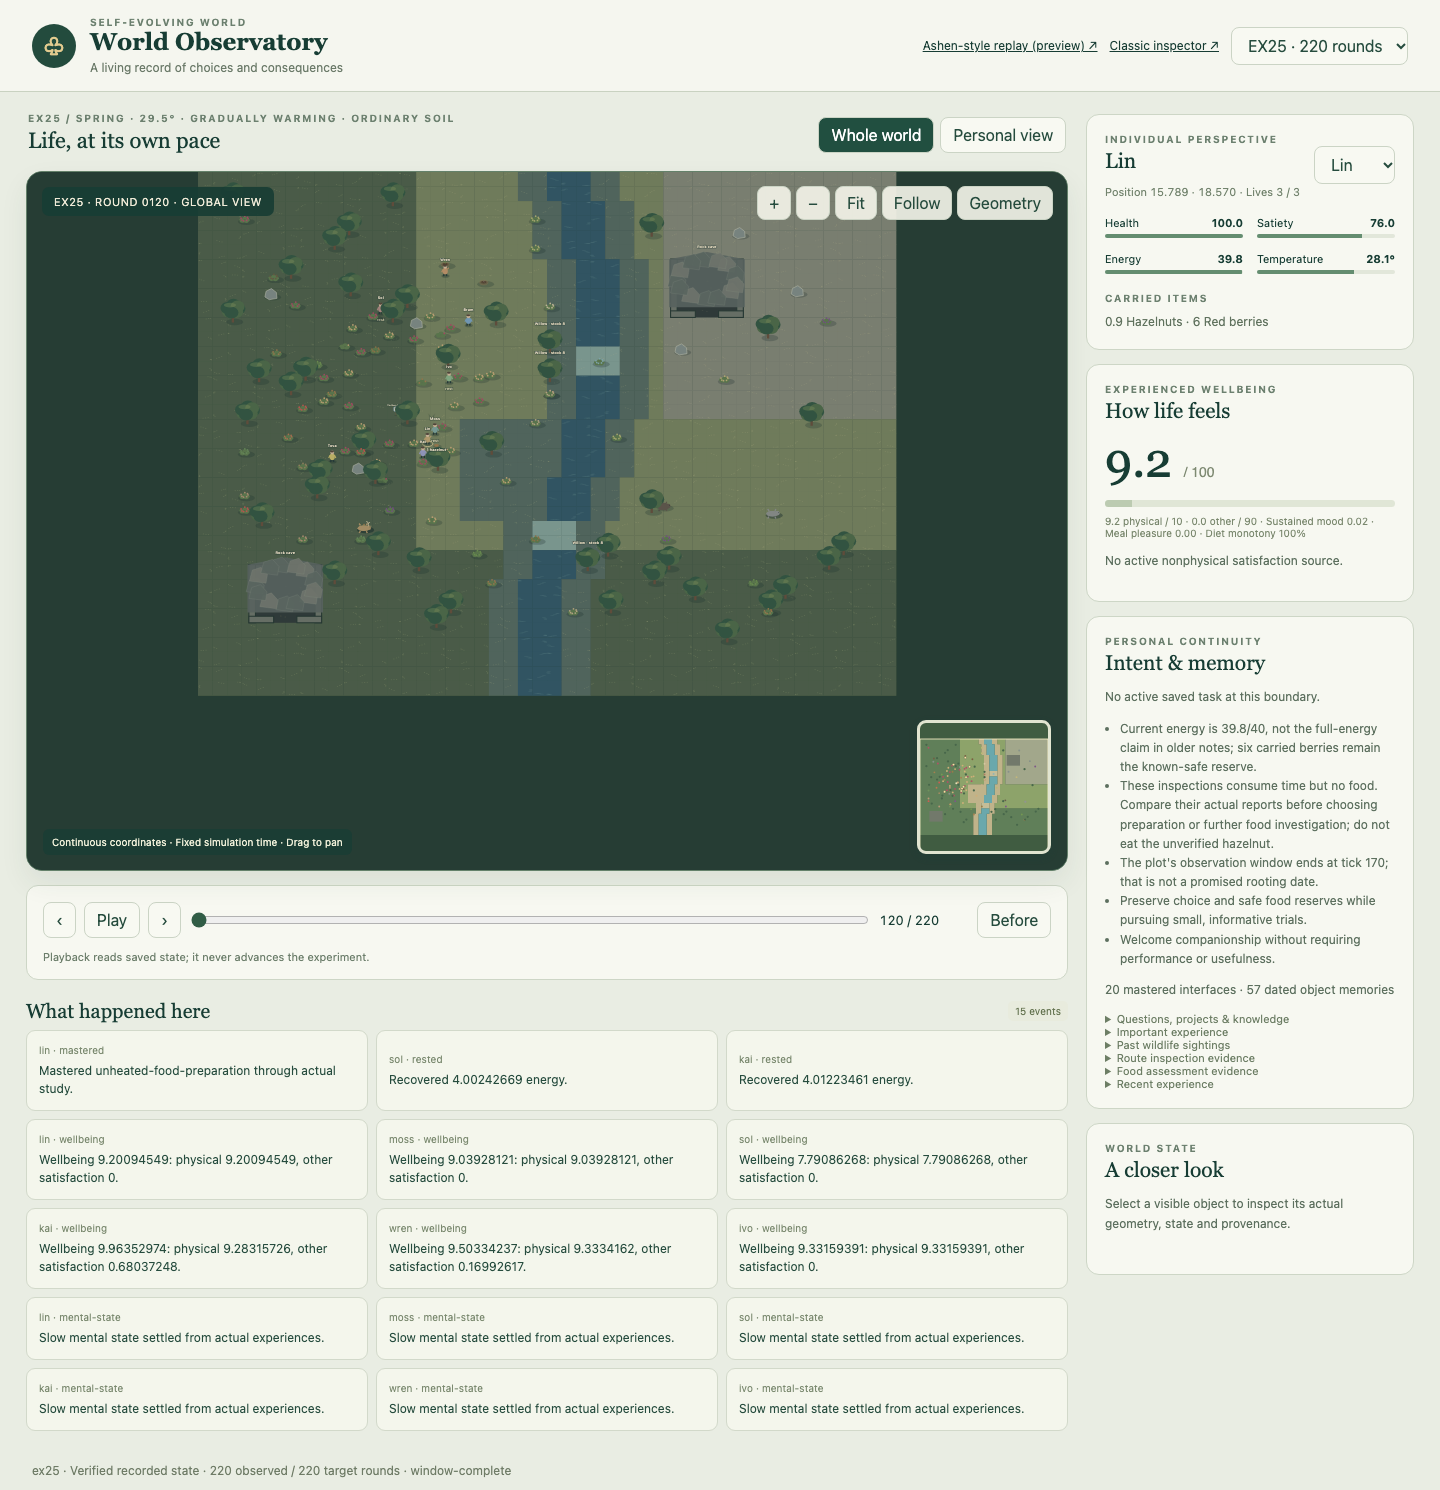 SELF-EVOLVING WORLD
World Observatory
A living record of choices and consequences
Ashen-style replay (preview) ↗
Classic inspector ↗
EX25 · 220 rounds
EX25 / SPRING · 29.5° · GRADUALLY WARMING · ORDINARY SOIL
Life, at its own pace
Whole world
Personal view
EX25 · ROUND 0120 · GLOBAL VIEW
+
−
Fit
Follow
Geometry
Rock cave
Wren
Sol
Bram
Willow · stock 8
Moss
Lin
Teva
Rock cave
Continuous coordinates · Fixed simulation time · Drag to pan
‹
Play
›
120 / 220
Before
Playback reads saved state; it never advances the experiment.
What happened here
15 events
lin · mastered
Mastered unheated-food-preparation through actual
study.
sol · rested
Recovered 4.00242669 energy.
kai · rested
Recovered 4.01223461 energy.
lin · wellbeing
Wellbeing 9.20094549: physical 9.20094549, other
satisfaction 0.
moss · wellbeing
Wellbeing 9.03928121: physical 9.03928121, other
satisfaction 0.
sol · wellbeing
Wellbeing 7.79086268: physical 7.79086268, other
satisfaction 0.
kai · wellbeing
Wellbeing 9.96352974: physical 9.28315726, other
satisfaction 0.68037248.
wren · wellbeing
Wellbeing 9.50334237: physical 9.3334162, other
satisfaction 0.16992617.
ivo · wellbeing
Wellbeing 9.33159391: physical 9.33159391, other
satisfaction 0.
lin · mental-state
Slow mental state settled from actual experiences.
moss · mental-state
Slow mental state settled from actual experiences.
sol · mental-state
Slow mental state settled from actual experiences.
kai · mental-state
Slow mental state settled from actual experiences.
wren · mental-state
Slow mental state settled from actual experiences.
ivo · mental-state
Slow mental state settled from actual experiences.
ex25 · Verified recorded state · 220 observed / 220 target rounds · window-complete
INDIVIDUAL PERSPECTIVE
Lin
Lin
Position 15.789 · 18.570 · Lives 3 / 3
Health 100.0
Satiety 76.0
Energy 39.8
Temperature 28.1°
CARRIED ITEMS
0.9 Hazelnuts · 6 Red berries
EXPERIENCED WELLBEING
How life feels
9.2 / 100
9.2 physical / 10 · 0.0 other / 90 · Sustained mood 0.02 ·
Meal pleasure 0.00 · Diet monotony 100%
No active nonphysical satisfaction source.
PERSONAL CONTINUITY
Intent & memory
No active saved task at this boundary.
• Current energy is 39.8/40, not the full-energy
claim in older notes; six carried berries remain
the known-safe reserve.
• These inspections consume time but no food.
Compare their actual reports before choosing
preparation or further food investigation; do not
eat the unverified hazelnut.
• The plot's observation window ends at tick 170;
that is not a promised rooting date.
• Preserve choice and safe food reserves while
pursuing small, informative trials.
• Welcome companionship without requiring
performance or usefulness.
20 mastered interfaces · 57 dated object memories
▶ Questions, projects & knowledge
▶ Important experience
▶ Past wildlife sightings
▶ Route inspection evidence
▶ Food assessment evidence
▶ Recent experience
WORLD STATE
A closer look
Select a visible object to inspect its actual
geometry, state and provenance.